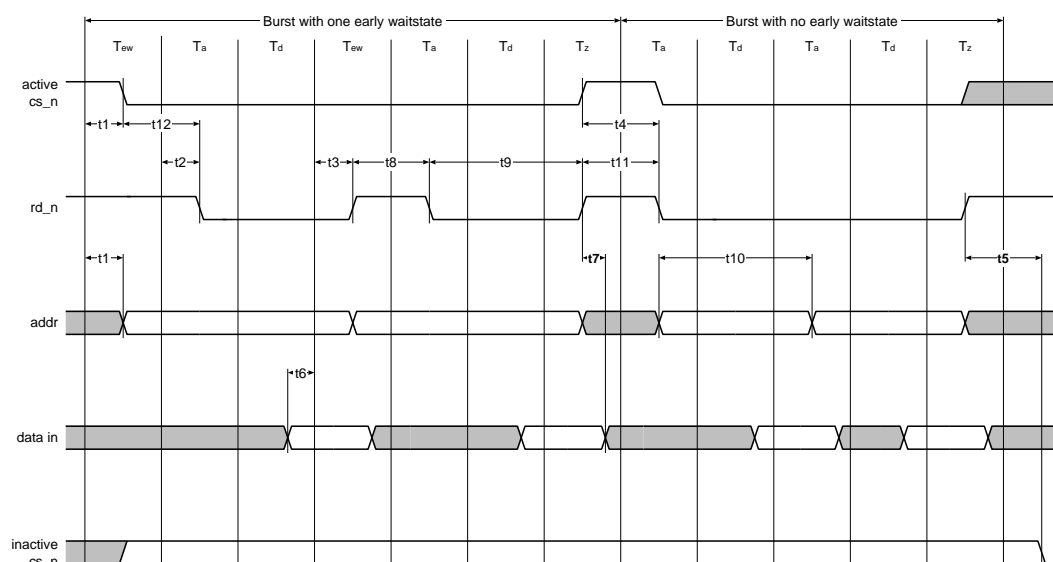 Burst with one early waitstate Burst with no early waitstate
Tew Ta Td Tew Ta Td Tz Ta Td Ta Td Tz
active
cs_n
t1 t12 t4
t2 t3 t8 t9 t11
rd_n
t1 t7 t10 t5
addr
t6
data in
inactive
cs_n